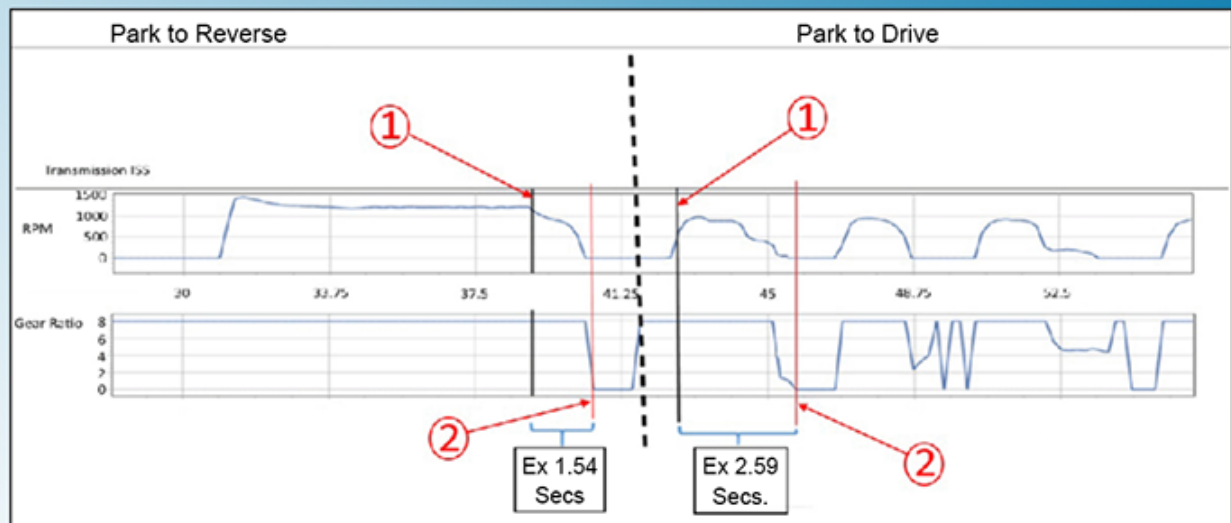 Park to Reverse
Park to Drive
①
①
Transmission ISS
1500
1000
500
0
RPM
30
33.75
37.5
41.25
45
48.75
52.5
Gear Ratio
8
6
4
2
0
②
②
Ex 1.54
Secs
Ex 2.59
Secs.